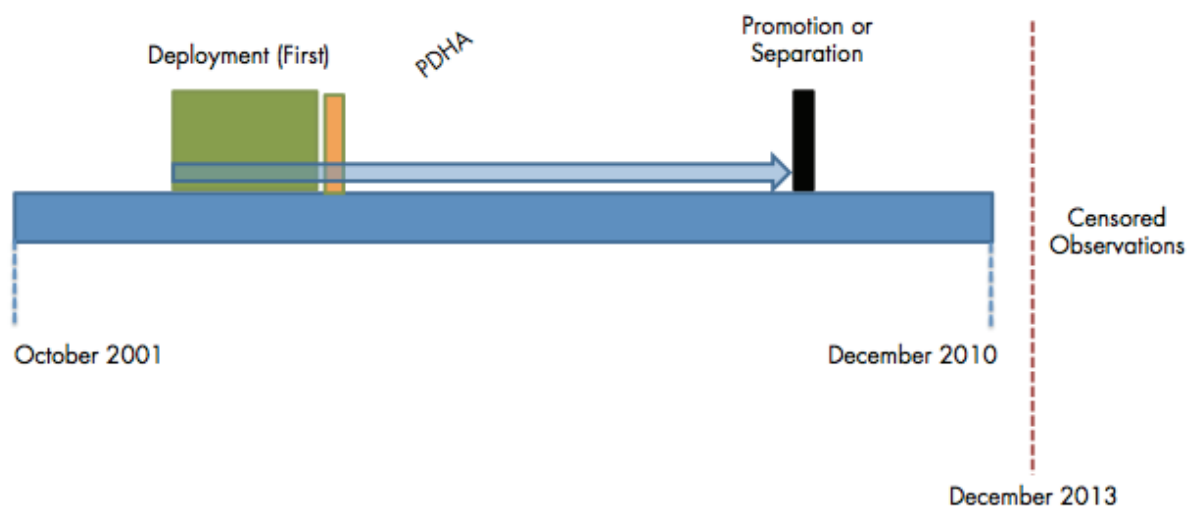 Deployment (First)
PDHA
Promotion or
Separation
Censored
Observations
October 2001
December 2010
December 2013